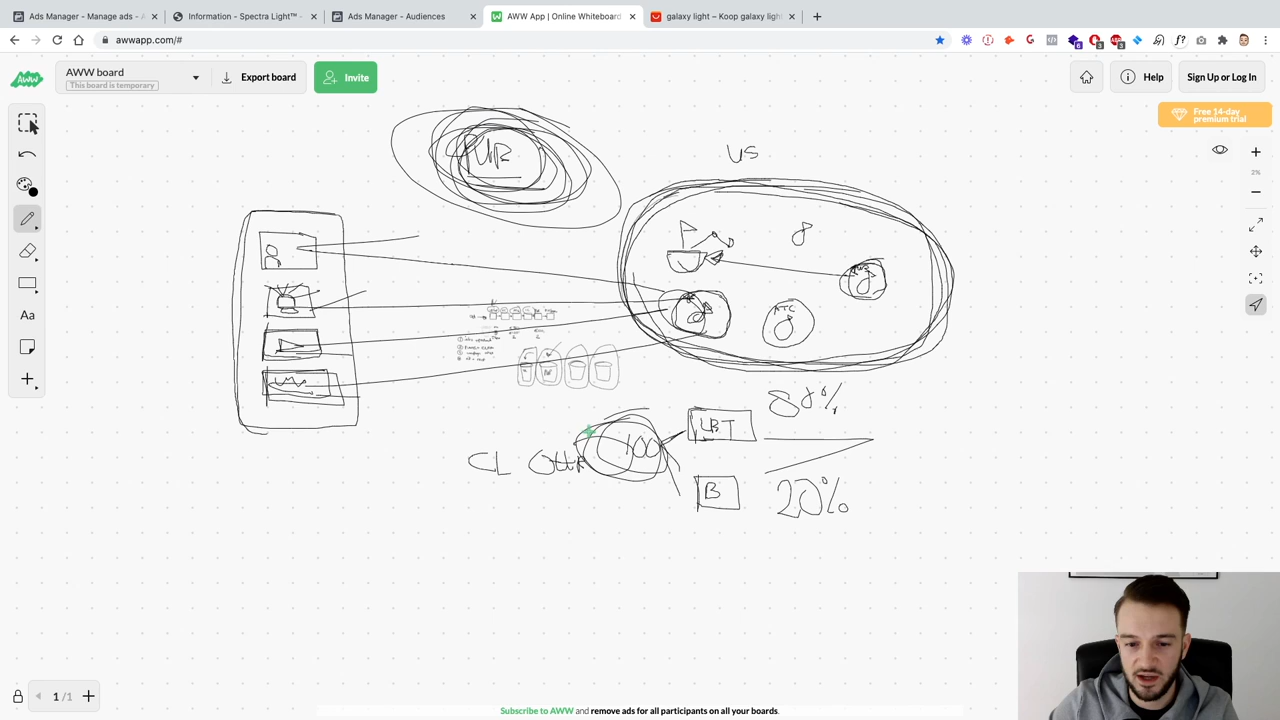 Ads Manager - Manage ads - A
Information - Spectra Light™ -
Ads Manager - Audiences
AWW App | Online Whiteboard
galaxy light – Koop galaxy light
awwapp.com/#
AWW board
This board is temporary
Export board
Invite
Help
Sign Up or Log In
Free 14-day
premium trial
2%
US
ATC
80%
100
CL
B
20%
Aa
1 / 1
Subscribe to AWW and remove ads for all participants on all your boards.